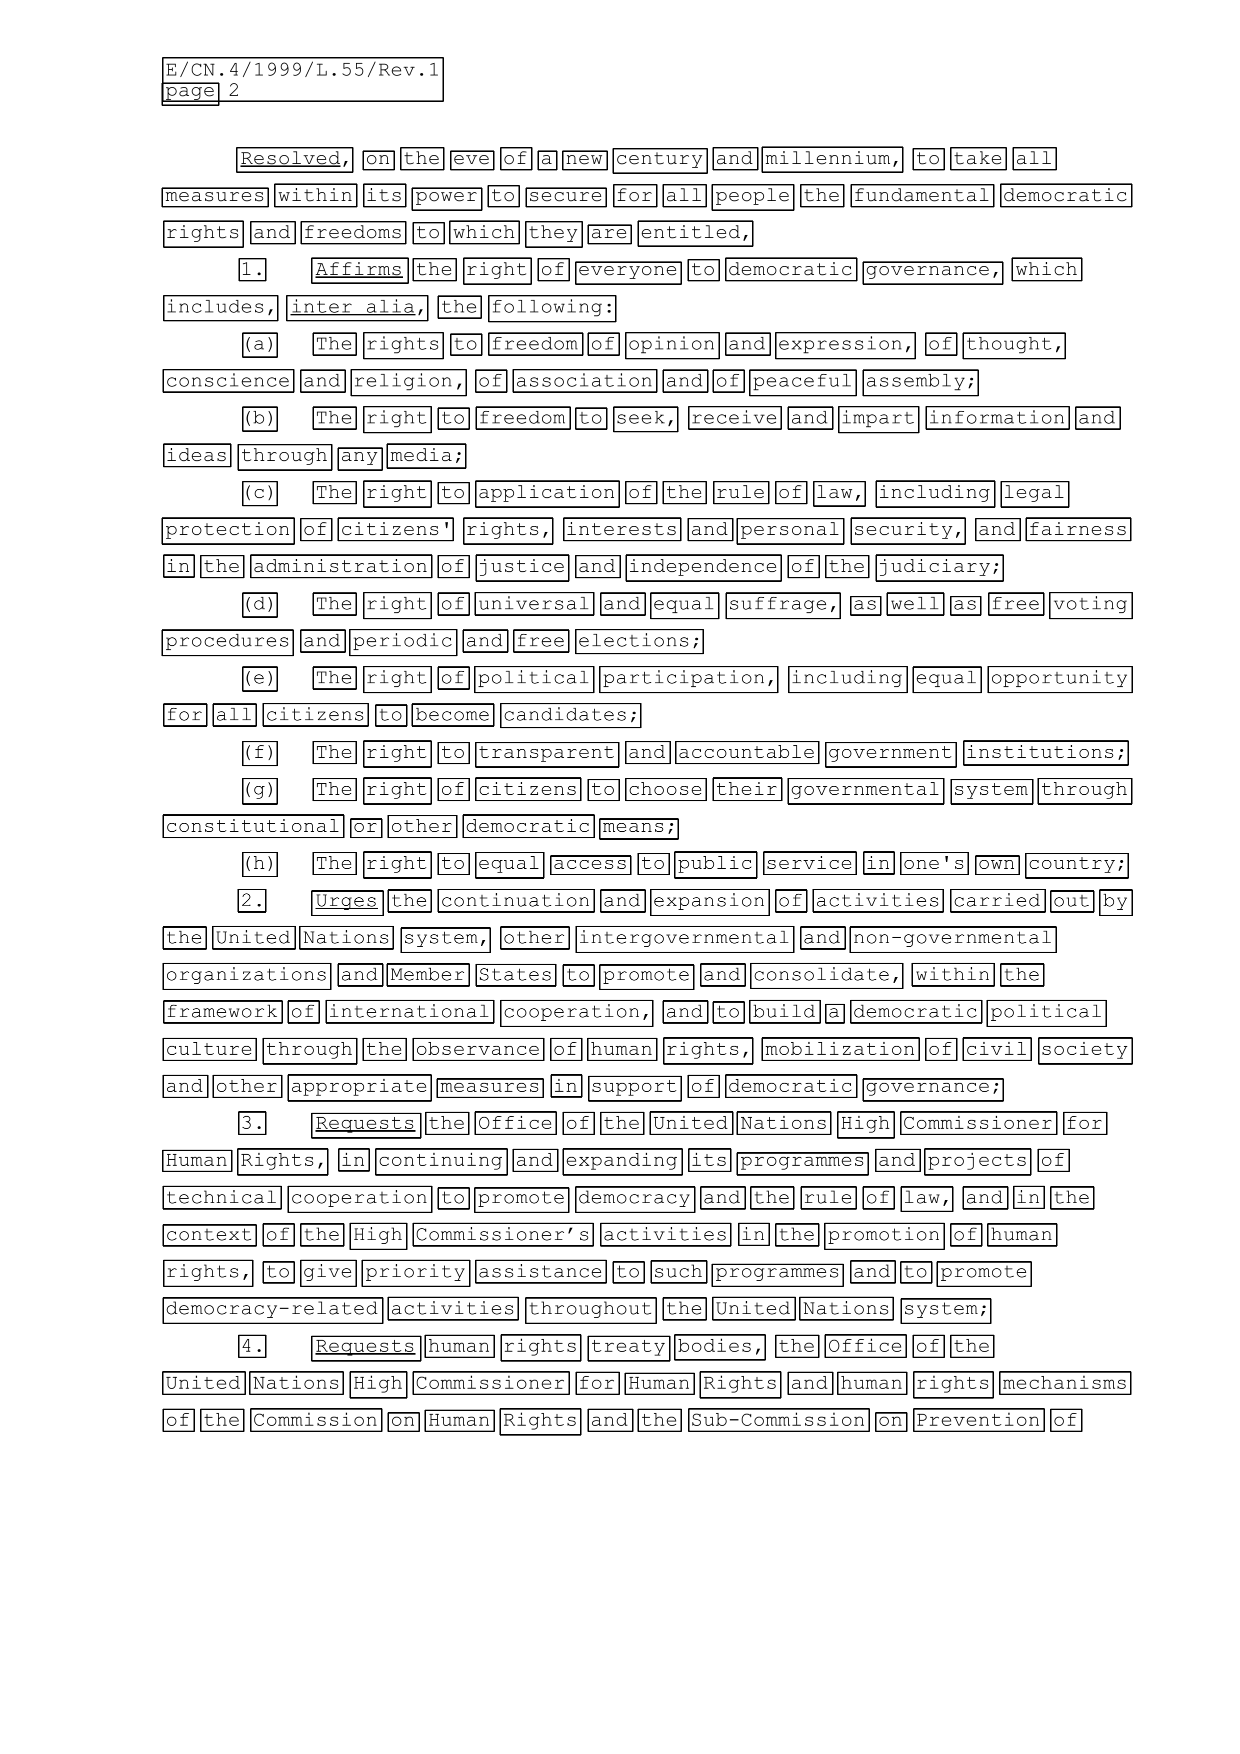 E/CN.4/1999/L.55/Rev.1
page 2
Resolved, on the eve of a new century and millennium, to take all
measures within its power to secure for all people the fundamental democratic
rights and freedoms to which they are entitled,
1. Affirms the right of everyone to democratic governance, which
includes, inter alia, the following:
(a) The rights to freedom of opinion and expression, of thought,
conscience and religion, of association and of peaceful assembly;
(b) The right to freedom to seek, receive and impart information and
ideas through any media;
(c) The right to application of the rule of law, including legal
protection of citizens' rights, interests and personal security, and fairness
in the administration of justice and independence of the judiciary;
(d) The right of universal and equal suffrage, as well as free voting
procedures and periodic and free elections;
(e) The right of political participation, including equal opportunity
for all citizens to become candidates;
(f) The right to transparent and accountable government institutions;
(g) The right of citizens to choose their governmental system through
constitutional or other democratic means;
(h) The right to equal access to public service in one's own country;
2. Urges the continuation and expansion of activities carried out by
the United Nations system, other intergovernmental and non-governmental
organizations and Member States to promote and consolidate, within the
framework of international cooperation, and to build a democratic political
culture through the observance of human rights, mobilization of civil society
and other appropriate measures in support of democratic governance;
3. Requests the Office of the United Nations High Commissioner for
Human Rights, in continuing and expanding its programmes and projects of
technical cooperation to promote democracy and the rule of law, and in the
context of the High Commissioner’s activities in the promotion of human
rights, to give priority assistance to such programmes and to promote
democracy-related activities throughout the United Nations system;
4. Requests human rights treaty bodies, the Office of the
United Nations High Commissioner for Human Rights and human rights mechanisms
of the Commission on Human Rights and the Sub-Commission on Prevention of